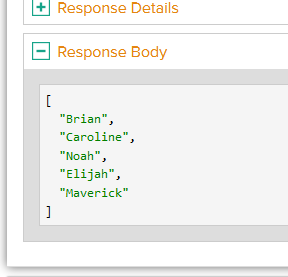 Response Details
Response Body
[
"Brian",
"Caroline",
"Noah",
"Elijah",
"Maverick"
]